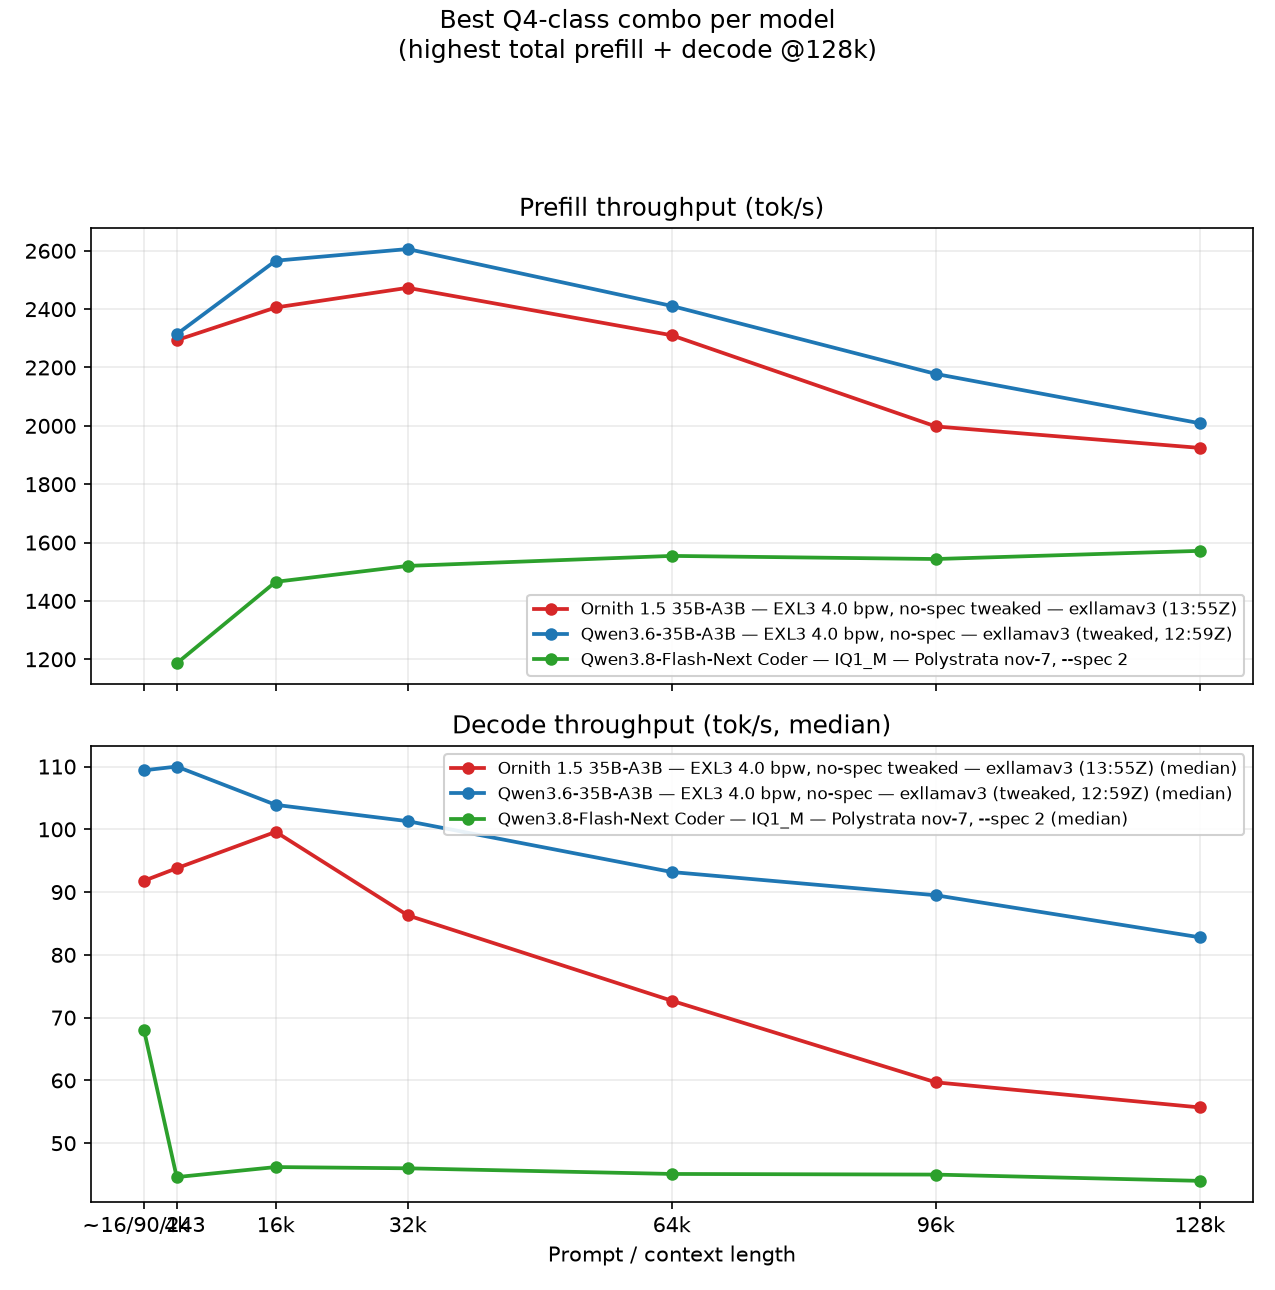 Best Q4-class combo per model
(highest total prefill + decode @128k)
Prefill throughput (tok/s)
2600
2400
2200
2000
1800
1600
1400
1200
Ornith 1.5 35B-A3B — EXL3 4.0 bpw, no-spec tweaked — exllamav3 (13:55Z)
Qwen3.6-35B-A3B — EXL3 4.0 bpw, no-spec — exllamav3 (tweaked, 12:59Z)
Qwen3.8-Flash-Next Coder — IQ1_M — Polystrata nov-7, --spec 2
Decode throughput (tok/s, median)
110
100
90
80
70
60
50
Ornith 1.5 35B-A3B — EXL3 4.0 bpw, no-spec tweaked — exllamav3 (13:55Z) (median)
Qwen3.6-35B-A3B — EXL3 4.0 bpw, no-spec — exllamav3 (tweaked, 12:59Z) (median)
Qwen3.8-Flash-Next Coder — IQ1_M — Polystrata nov-7, --spec 2 (median)
16k 32k 64k 96k 128k
Prompt / context length